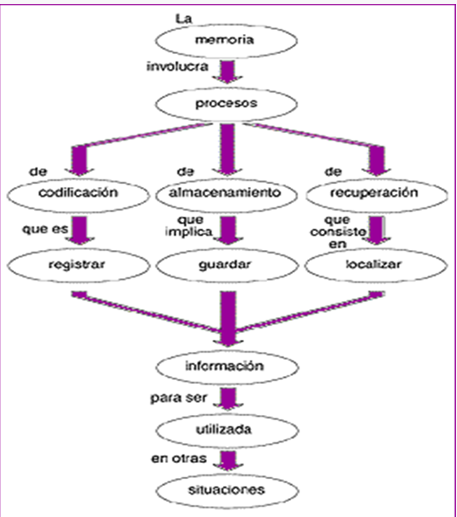 La
memoria
involucra
procesos
de de de
codificación almacenamiento recuperación
que es que implica que consiste en
registrar guardar localizar
información
para ser
utilizada
en otras
situaciones